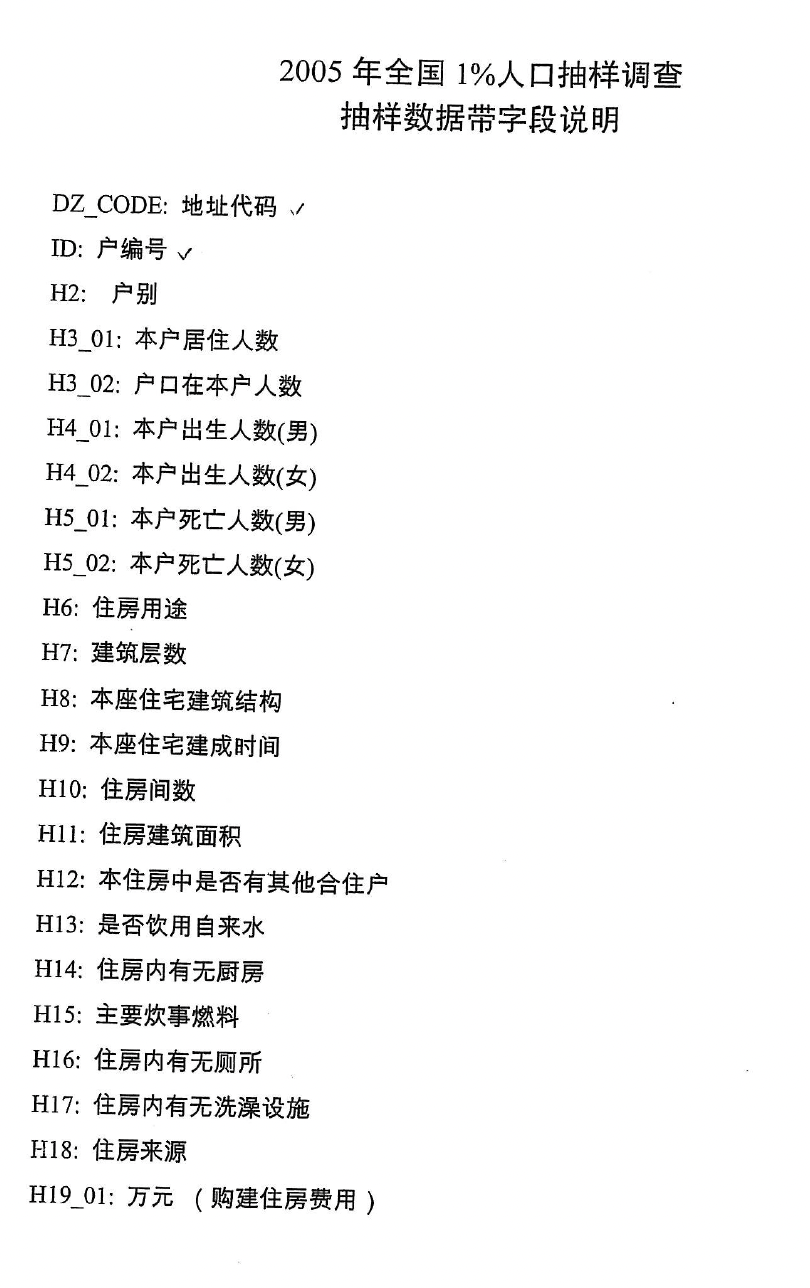 2005 年全国 1%人口抽样调查
抽样数据带字段说明
DZ_CODE: 地址代码 ✓
ID: 户编号 ✓
H2: 户别
H3_01: 本户居住人数
H3_02: 户口在本户人数
H4_01: 本户出生人数(男)
H4_02: 本户出生人数(女)
H5_01: 本户死亡人数(男)
H5_02: 本户死亡人数(女)
H6: 住房用途
H7: 建筑层数
H8: 本座住宅建筑结构
H9: 本座住宅建成时间
H10: 住房间数
H11: 住房建筑面积
H12: 本住房中是否有其他合住户
H13: 是否饮用自来水
H14: 住房内有无厨房
H15: 主要炊事燃料
H16: 住房内有无厕所
H17: 住房内有无洗澡设施
H18: 住房来源
H19_01: 万元 （购建住房费用）